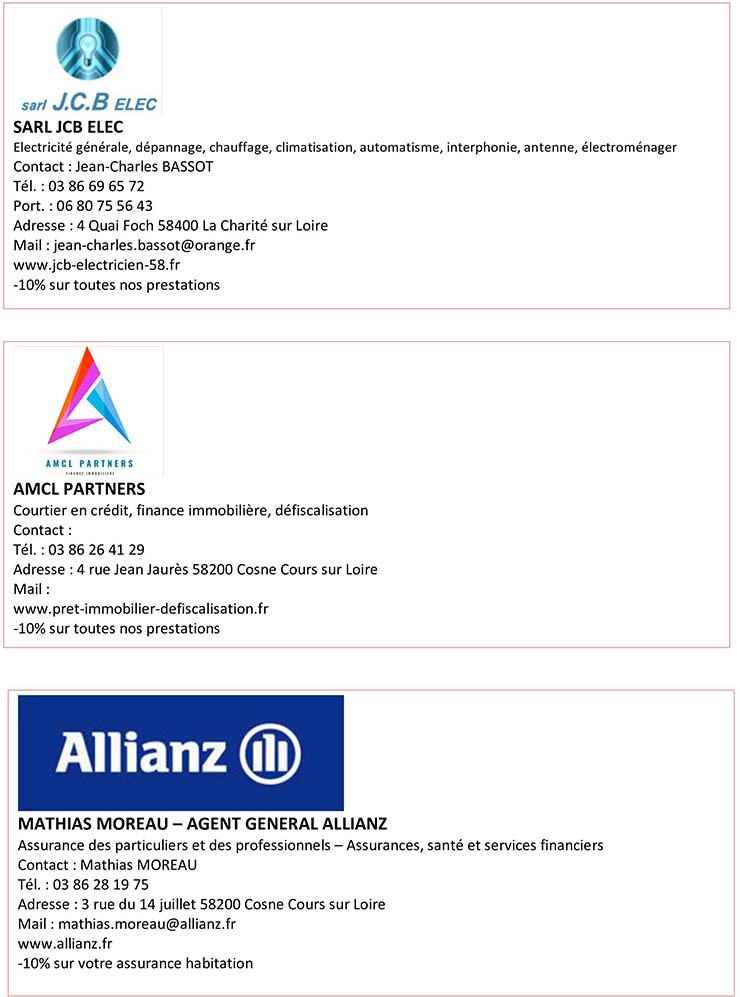 sarl J.C.B ELEC
SARL JCB ELEC
Electricité générale, dépannage, chauffage, climatisation, automatisme, interphonie, antenne, électroménager
Contact : Jean-Charles BASSOT
Tél. : 03 86 69 65 72
Port. : 06 80 75 56 43
Adresse : 4 Quai Foch 58400 La Charité sur Loire
Mail : jean-charles.bassot@orange.fr
www.jcb-electricien-58.fr
-10% sur toutes nos prestations
AMCL PARTNERS
FINANCE IMMOBILIERE
AMCL PARTNERS
Courtier en crédit, finance immobilière, défiscalisation
Contact :
Tél. : 03 86 26 41 29
Adresse : 4 rue Jean Jaurès 58200 Cosne Cours sur Loire
Mail :
www.pret-immobilier-defiscalisation.fr
-10% sur toutes nos prestations
Allianz
MATHIAS MOREAU – AGENT GENERAL ALLIANZ
Assurance des particuliers et des professionnels – Assurances, santé et services financiers
Contact : Mathias MOREAU
Tél. : 03 86 28 19 75
Adresse : 3 rue du 14 juillet 58200 Cosne Cours sur Loire
Mail : mathias.moreau@allianz.fr
www.allianz.fr
-10% sur votre assurance habitation